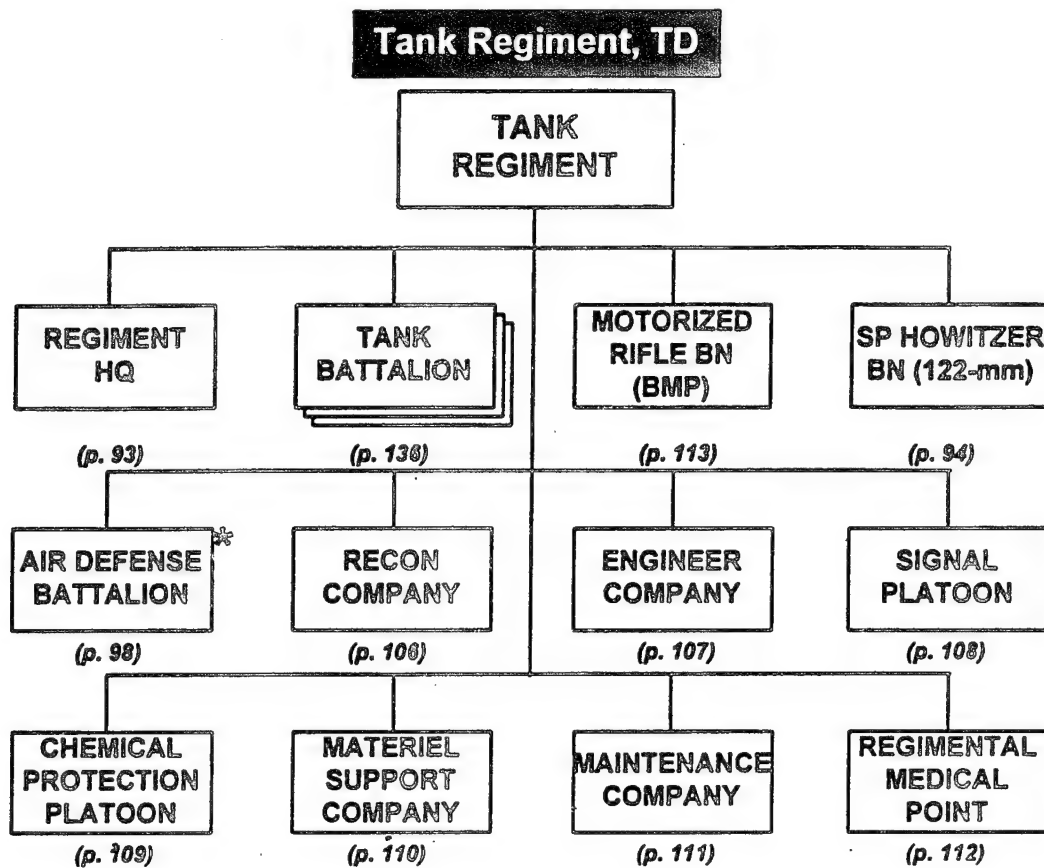 Tank Regiment, TD
TANK
REGIMENT
REGIMENT
HQ
(p. 93)
TANK
BATTALION
(p. 136)
MOTORIZED
RIFLE BN
(BMP)
(p. 113)
SP HOWITZER
BN (122-mm)
(p. 94)
AIR DEFENSE
BATTALION
*
(p. 98)
RECON
COMPANY
(p. 106)
ENGINEER
COMPANY
(p. 107)
SIGNAL
PLATOON
(p. 108)
CHEMICAL
PROTECTION
PLATOON
(p. 109)
MATERIEL
SUPPORT
COMPANY
(p. 110)
MAINTENANCE
COMPANY
(p. 111)
REGIMENTAL
MEDICAL
POINT
(p. 112)